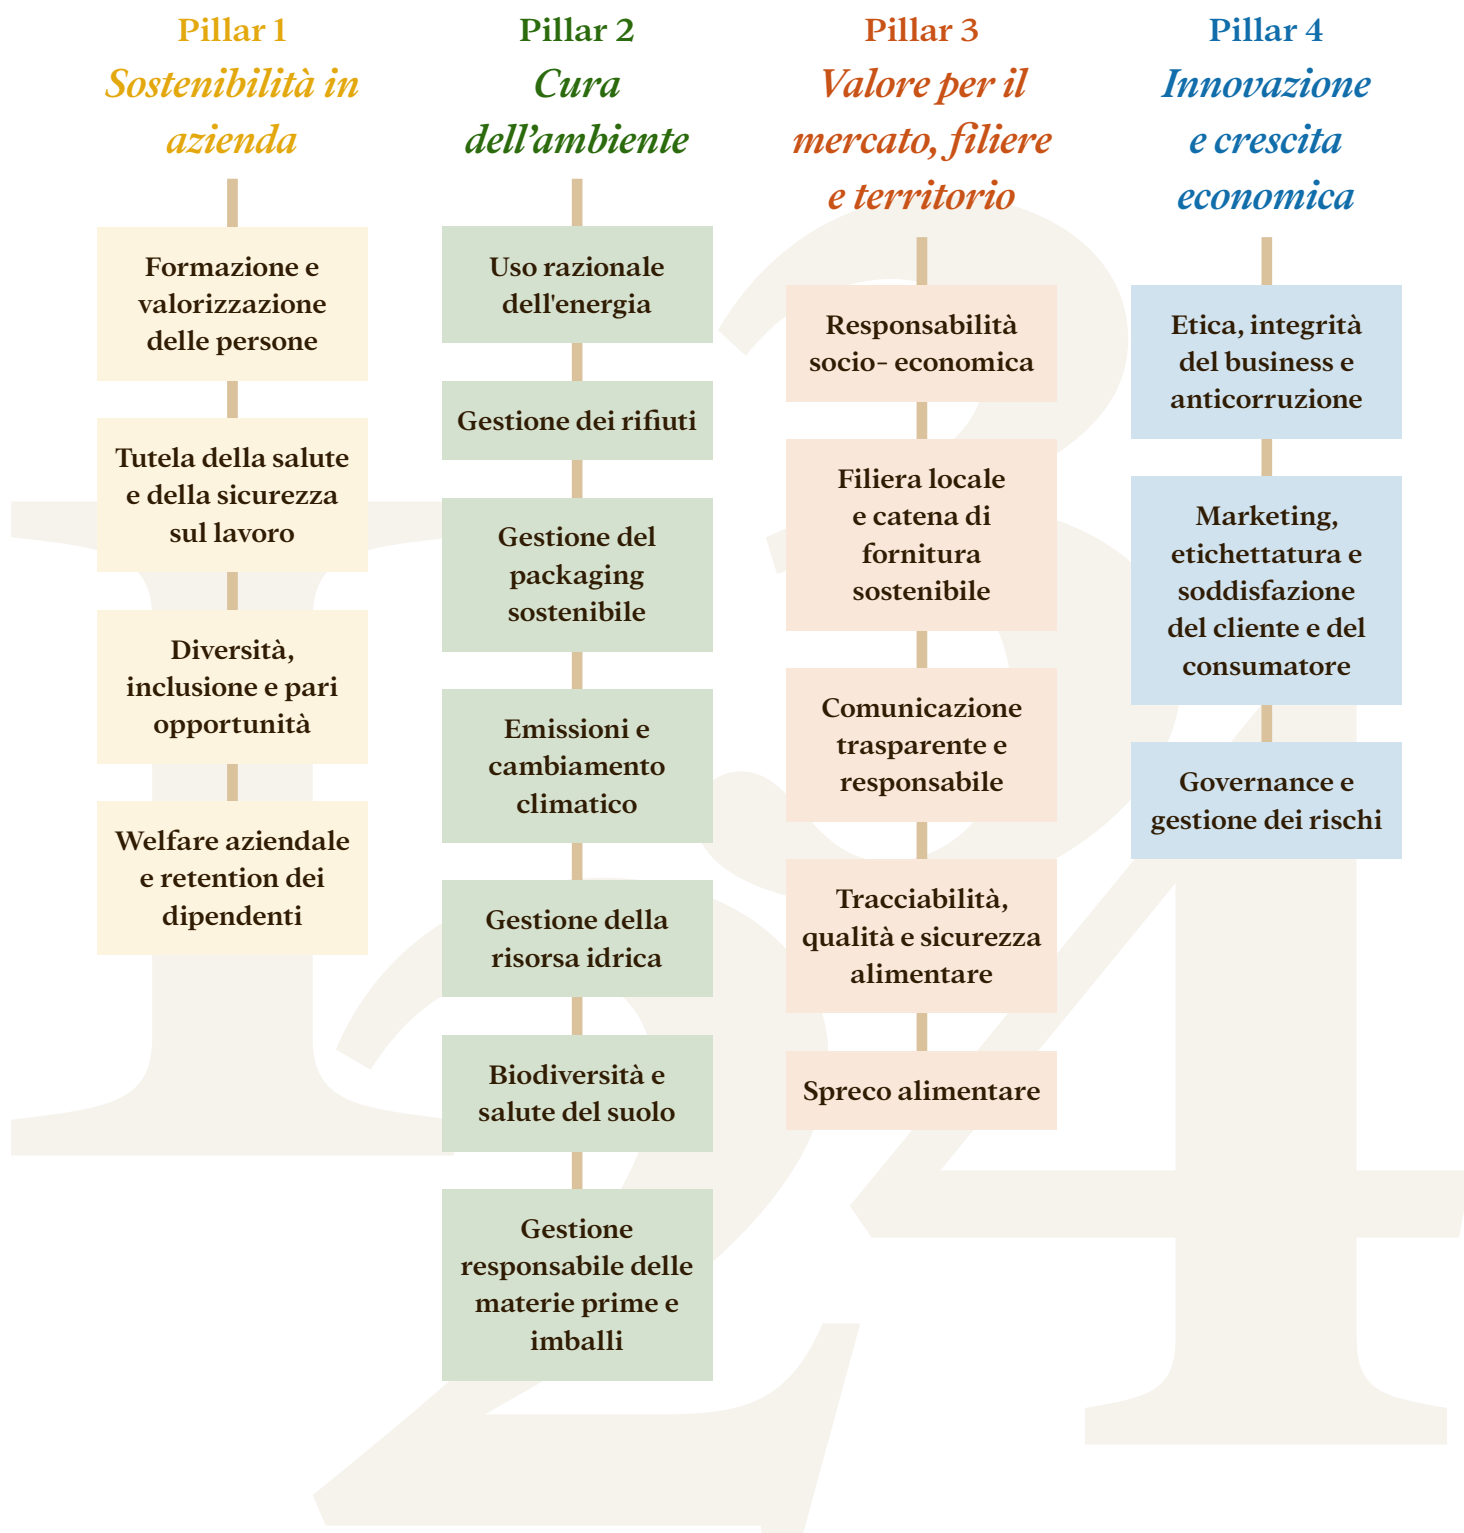 Pillar 1
Sostenibilità in
azienda
Formazione e
valorizzazione
delle persone
Tutela della salute
e della sicurezza
sul lavoro
Diversità,
inclusione e pari
opportunità
Welfare aziendale
e retention dei
dipendenti
Pillar 2
Cura
dell’ambiente
Uso razionale
dell'energia
Gestione dei rifiuti
Gestione del
packaging
sostenibile
Emissioni e
cambiamento
climatico
Gestione della
risorsa idrica
Biodiversità e
salute del suolo
Gestione
responsabile delle
materie prime e
imballi
Pillar 3
Valore per il
mercato, filiere
e territorio
Responsabilità
socio- economica
Filiera locale
e catena di
fornitura
sostenibile
Comunicazione
trasparente e
responsabile
Tracciabilità,
qualità e sicurezza
alimentare
Spreco alimentare
Pillar 4
Innovazione
e crescita
economica
Etica, integrità
del business e
anticorruzione
Marketing,
etichettatura e
soddisfazione
del cliente e del
consumatore
Governance e
gestione dei rischi
1
2
3
4